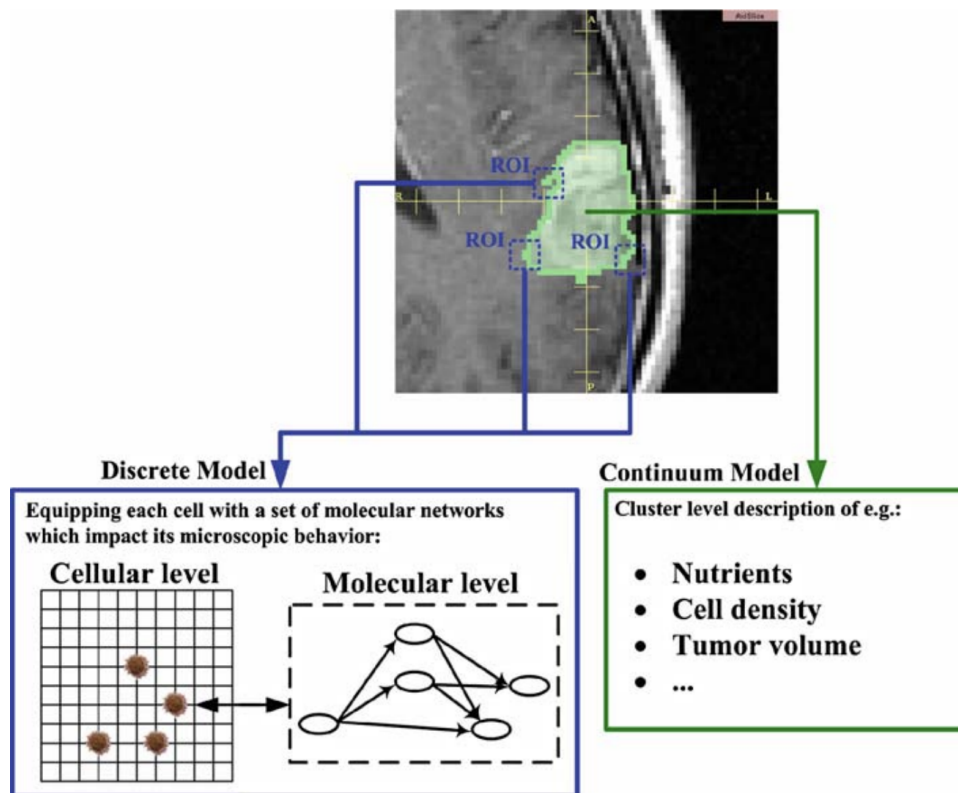 AxiSlice
A
ROI
R
L
ROI
ROI
P
Discrete Model
Continuum Model
Equipping each cell with a set of molecular networks
which impact its microscopic behavior:
Cellular level
Molecular level
Cluster level description of e.g.:
• Nutrients
• Cell density
• Tumor volume
• ...